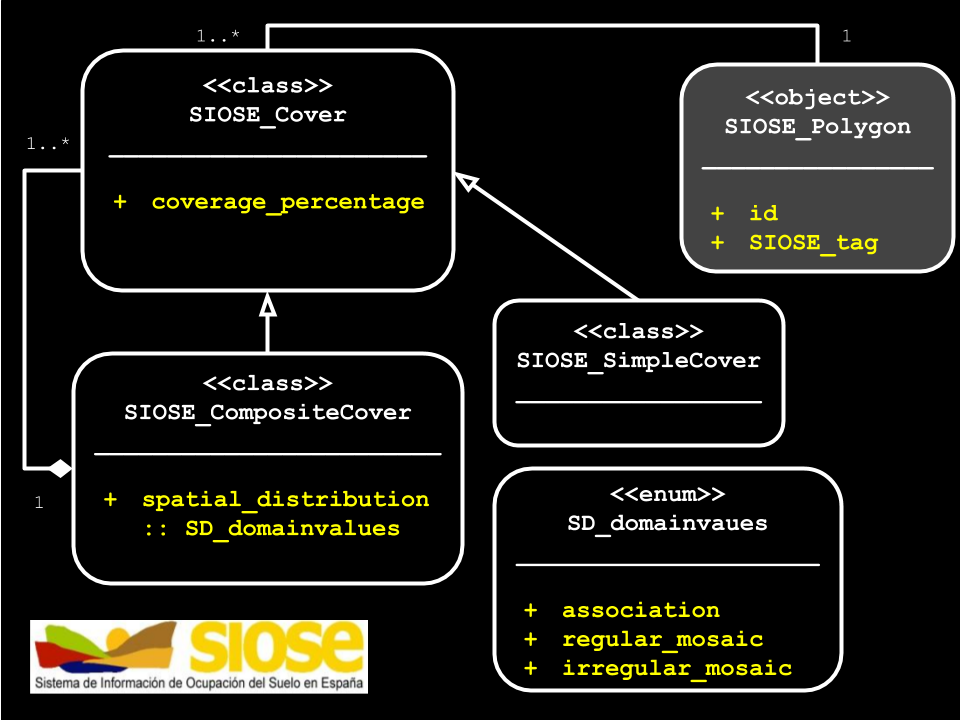 1..*
1
<<class>>
SIOSE_Cover
+ coverage_percentage
<<object>>
SIOSE_Polygon
+ id
+ SIOSE_tag
1..*
<<class>>
SIOSE_SimpleCover
<<class>>
SIOSE_CompositeCover
+ spatial_distribution
:: SD_domainvalues
1
<<enum>>
SD_domainvaues
+ association
+ regular_mosaic
+ irregular_mosaic
siose
Sistema de Información de Ocupación del Suelo en España